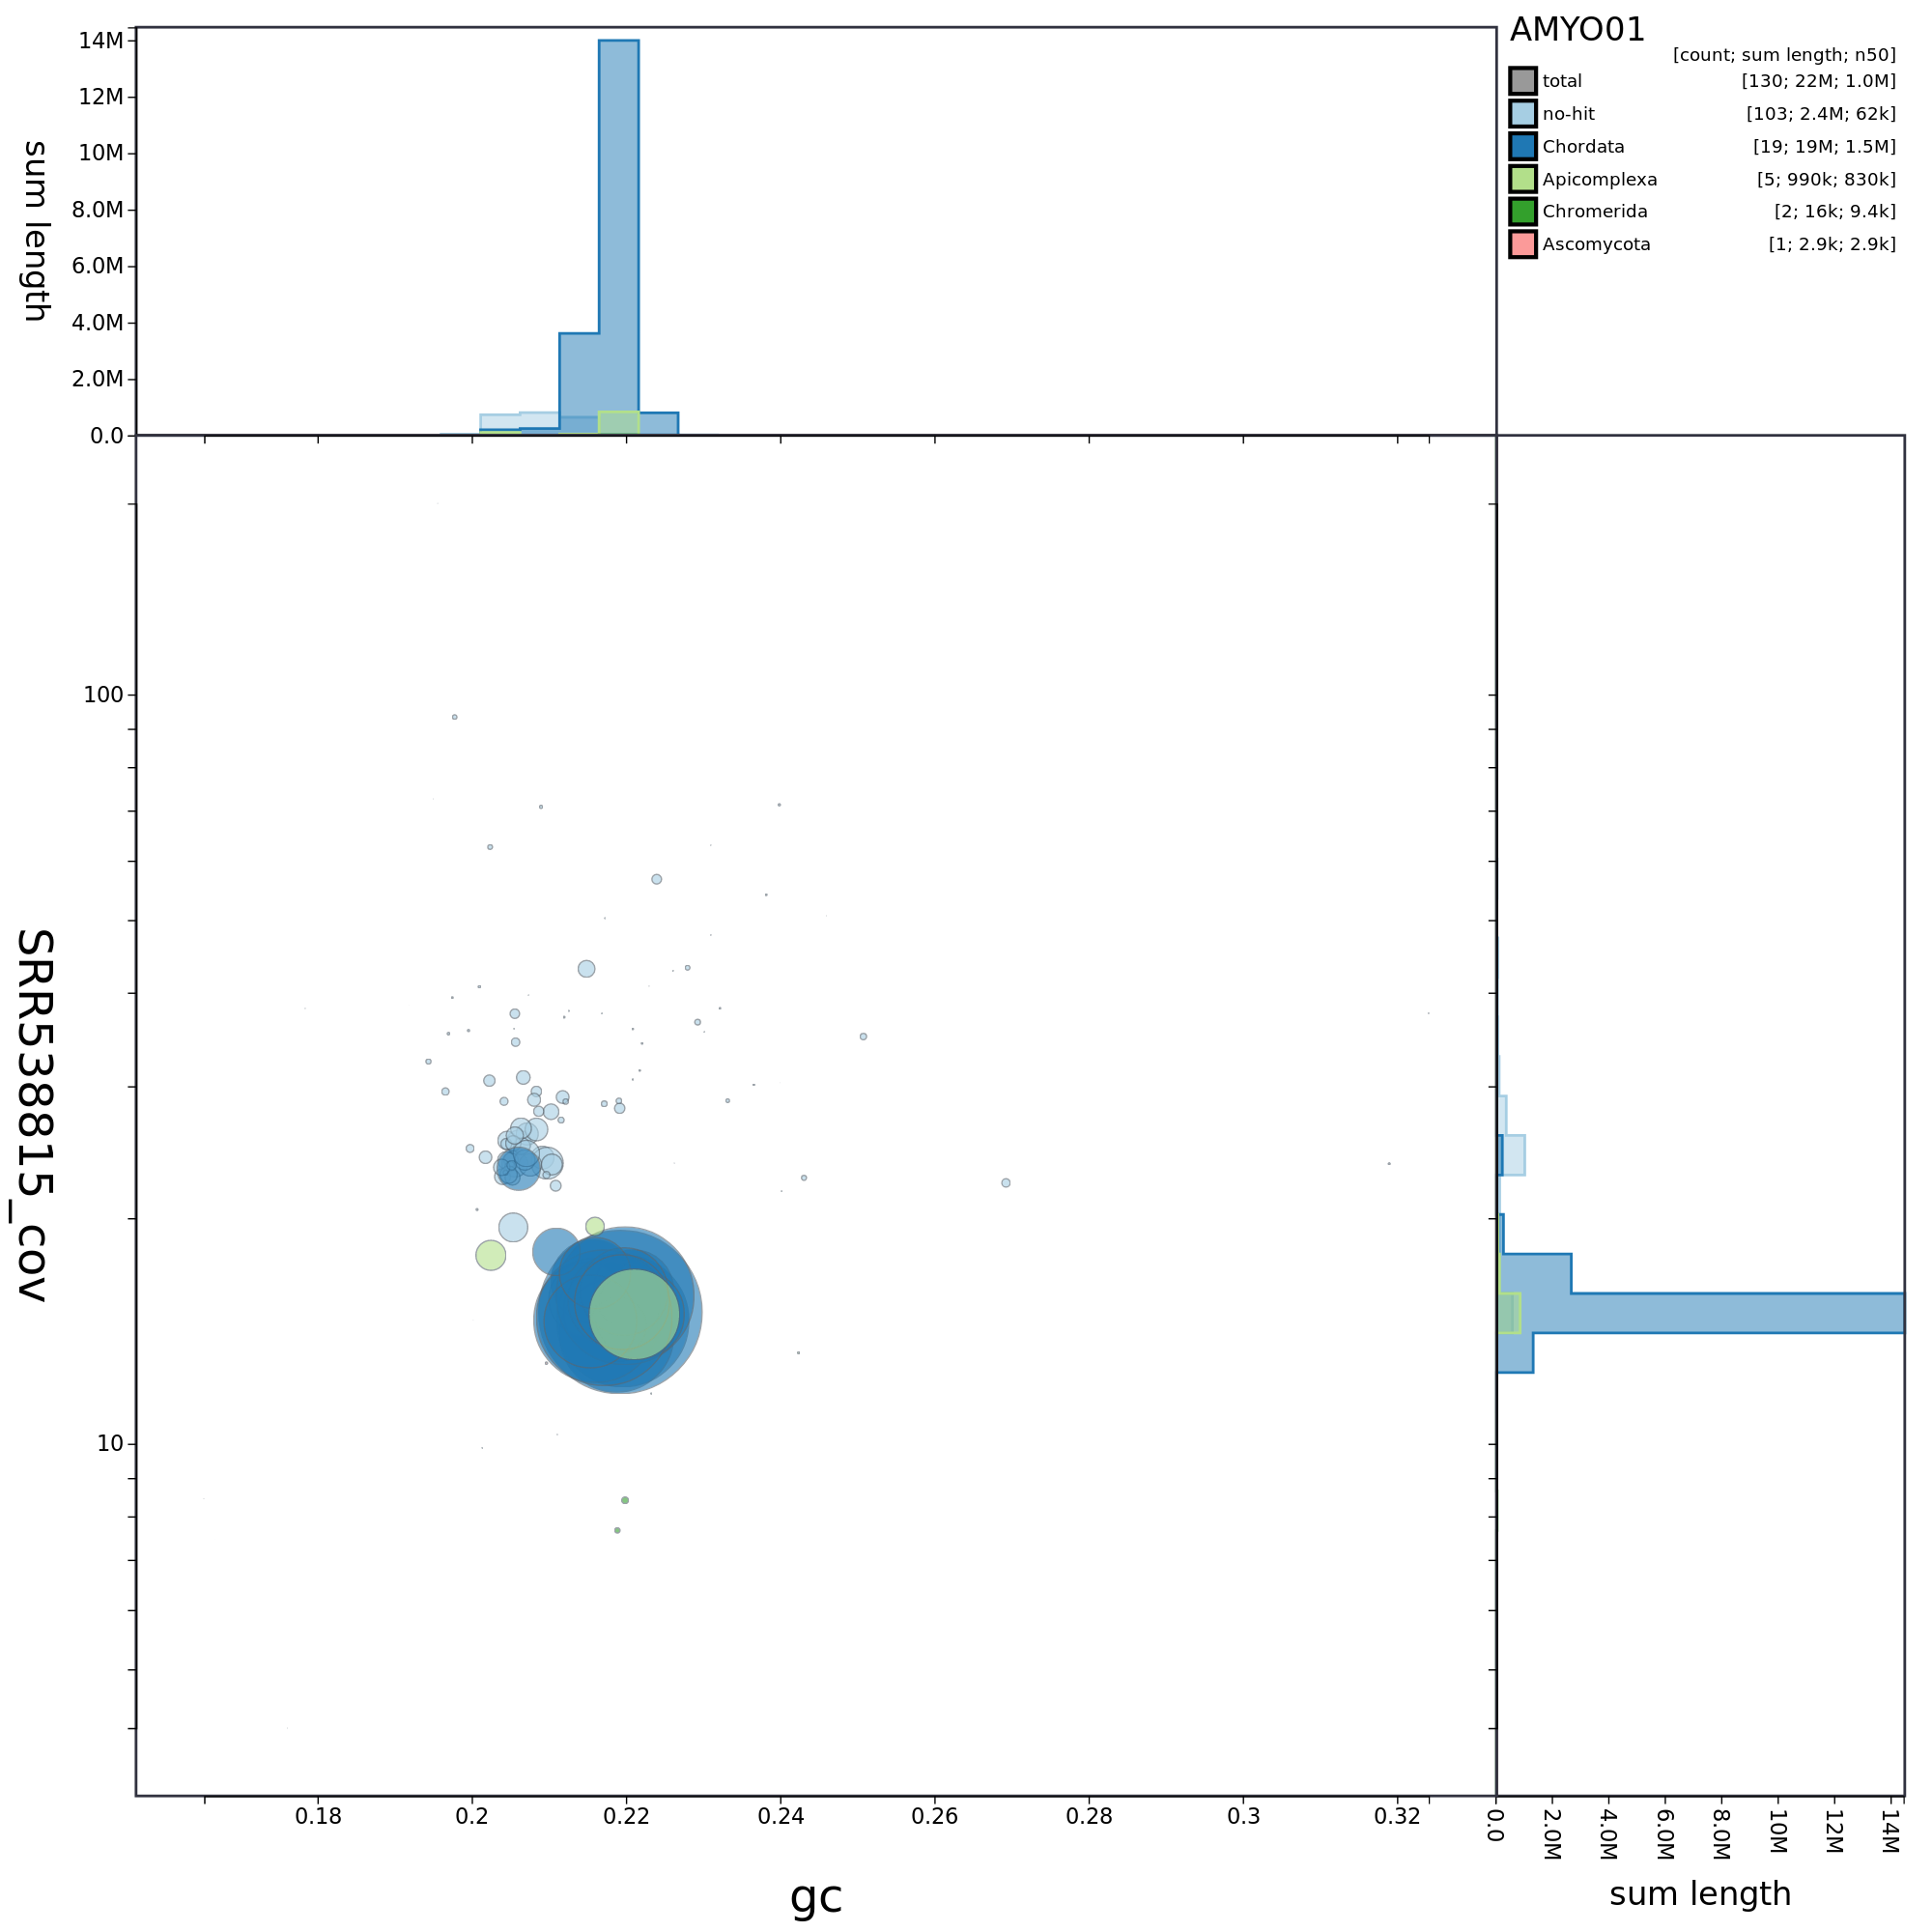 AMYO01
[count; sum length; n50]
total [130; 22M; 1.0M]
no-hit [103; 2.4M; 62k]
Chordata [19; 19M; 1.5M]
Apicomplexa [5; 990k; 830k]
Chromerida [2; 16k; 9.4k]
Ascomycota [1; 2.9k; 2.9k]
sum length
14M
12M
10M
8.0M
6.0M
4.0M
2.0M
0.0
SRR538815_cov
100
10
0.18 0.2 0.22 0.24 0.26 0.28 0.3 0.32
gc
0.0 2.0M 4.0M 6.0M 8.0M 10M 12M 14M
sum length